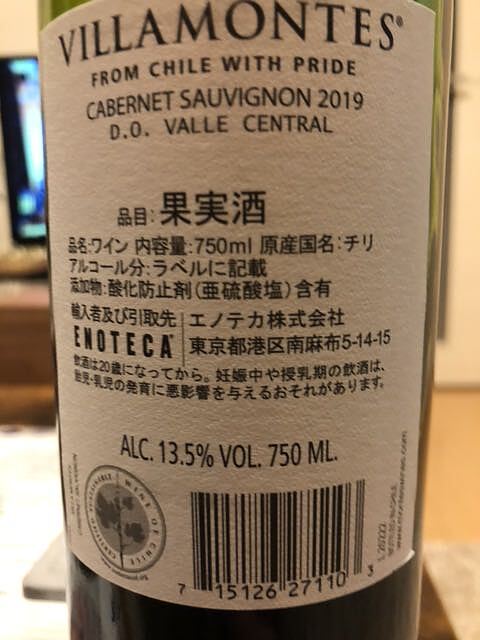 VILLAMONTES®
FROM CHILE WITH PRIDE
CABERNET SAUVIGNON 2019
D.O. VALLE CENTRAL
品目:果実酒
品名:ワイン 内容量:750ml 原産国名:チリ
アルコール分:ラベルに記載
添加物:酸化防止剤(亜硫酸塩)含有
輸入者及び引取先
ENOTECA
エノテカ株式会社
東京都港区南麻布5-14-15
飲酒は20歳になってから。妊娠中や授乳期の飲酒は、
胎児・乳児の発育に悪影響を与えるおそれがあります。
ALC. 13.5% VOL. 750 ML.
CERTIFIED SUSTAINABLE WINE OF CHILE
7 15126 27110 3